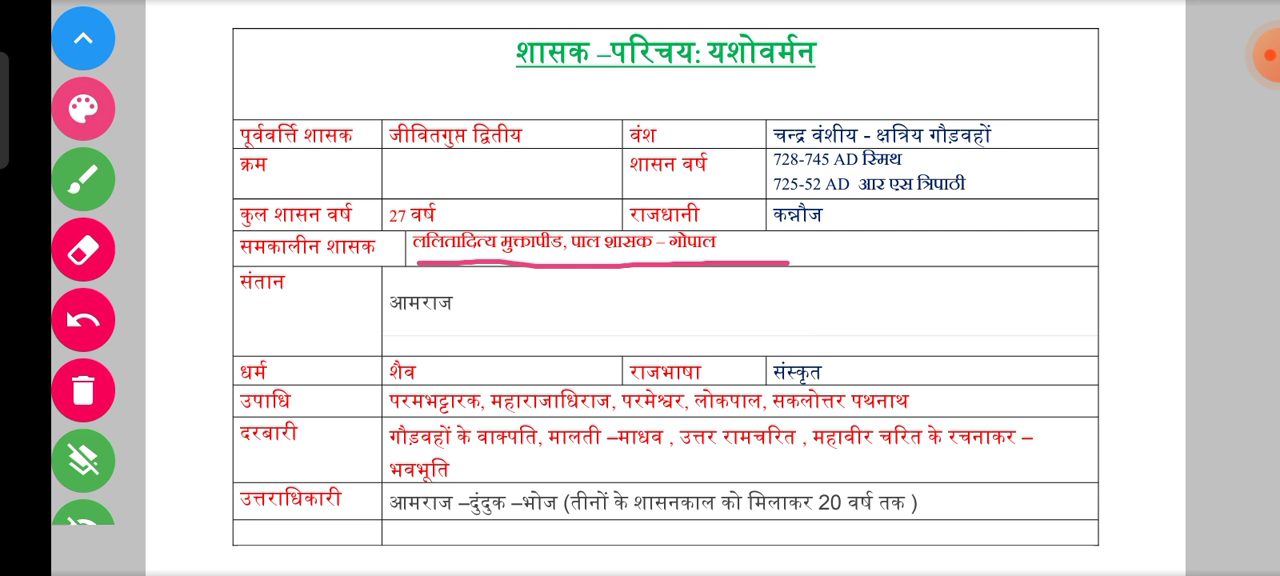 शासक –परिचय: यशोवर्मन
पूर्ववर्त्ति शासक जीवितगुप्त द्वितीय वंश चन्द्र वंशीय - क्षत्रिय गौड़वहों
क्रम शासन वर्ष 728-745 AD स्मिथ
725-52 AD आर एस त्रिपाठी
कुल शासन वर्ष 27 वर्ष राजधानी कन्नौज
समकालीन शासक ललितादित्य मुक्तापीड, पाल शासक – गोपाल
संतान
आमराज
धर्म शैव राजभाषा संस्कृत
उपाधि परमभट्टारक, महाराजाधिराज, परमेश्वर, लोकपाल, सकलोत्तर पथनाथ
दरबारी गौड़वहों के वाक्पति, मालती –माधव , उत्तर रामचरित , महावीर चरित के रचनाकर –
भवभूति
उत्तराधिकारी आमराज –दुंदुक –भोज (तीनों के शासनकाल को मिलाकर 20 वर्ष तक )